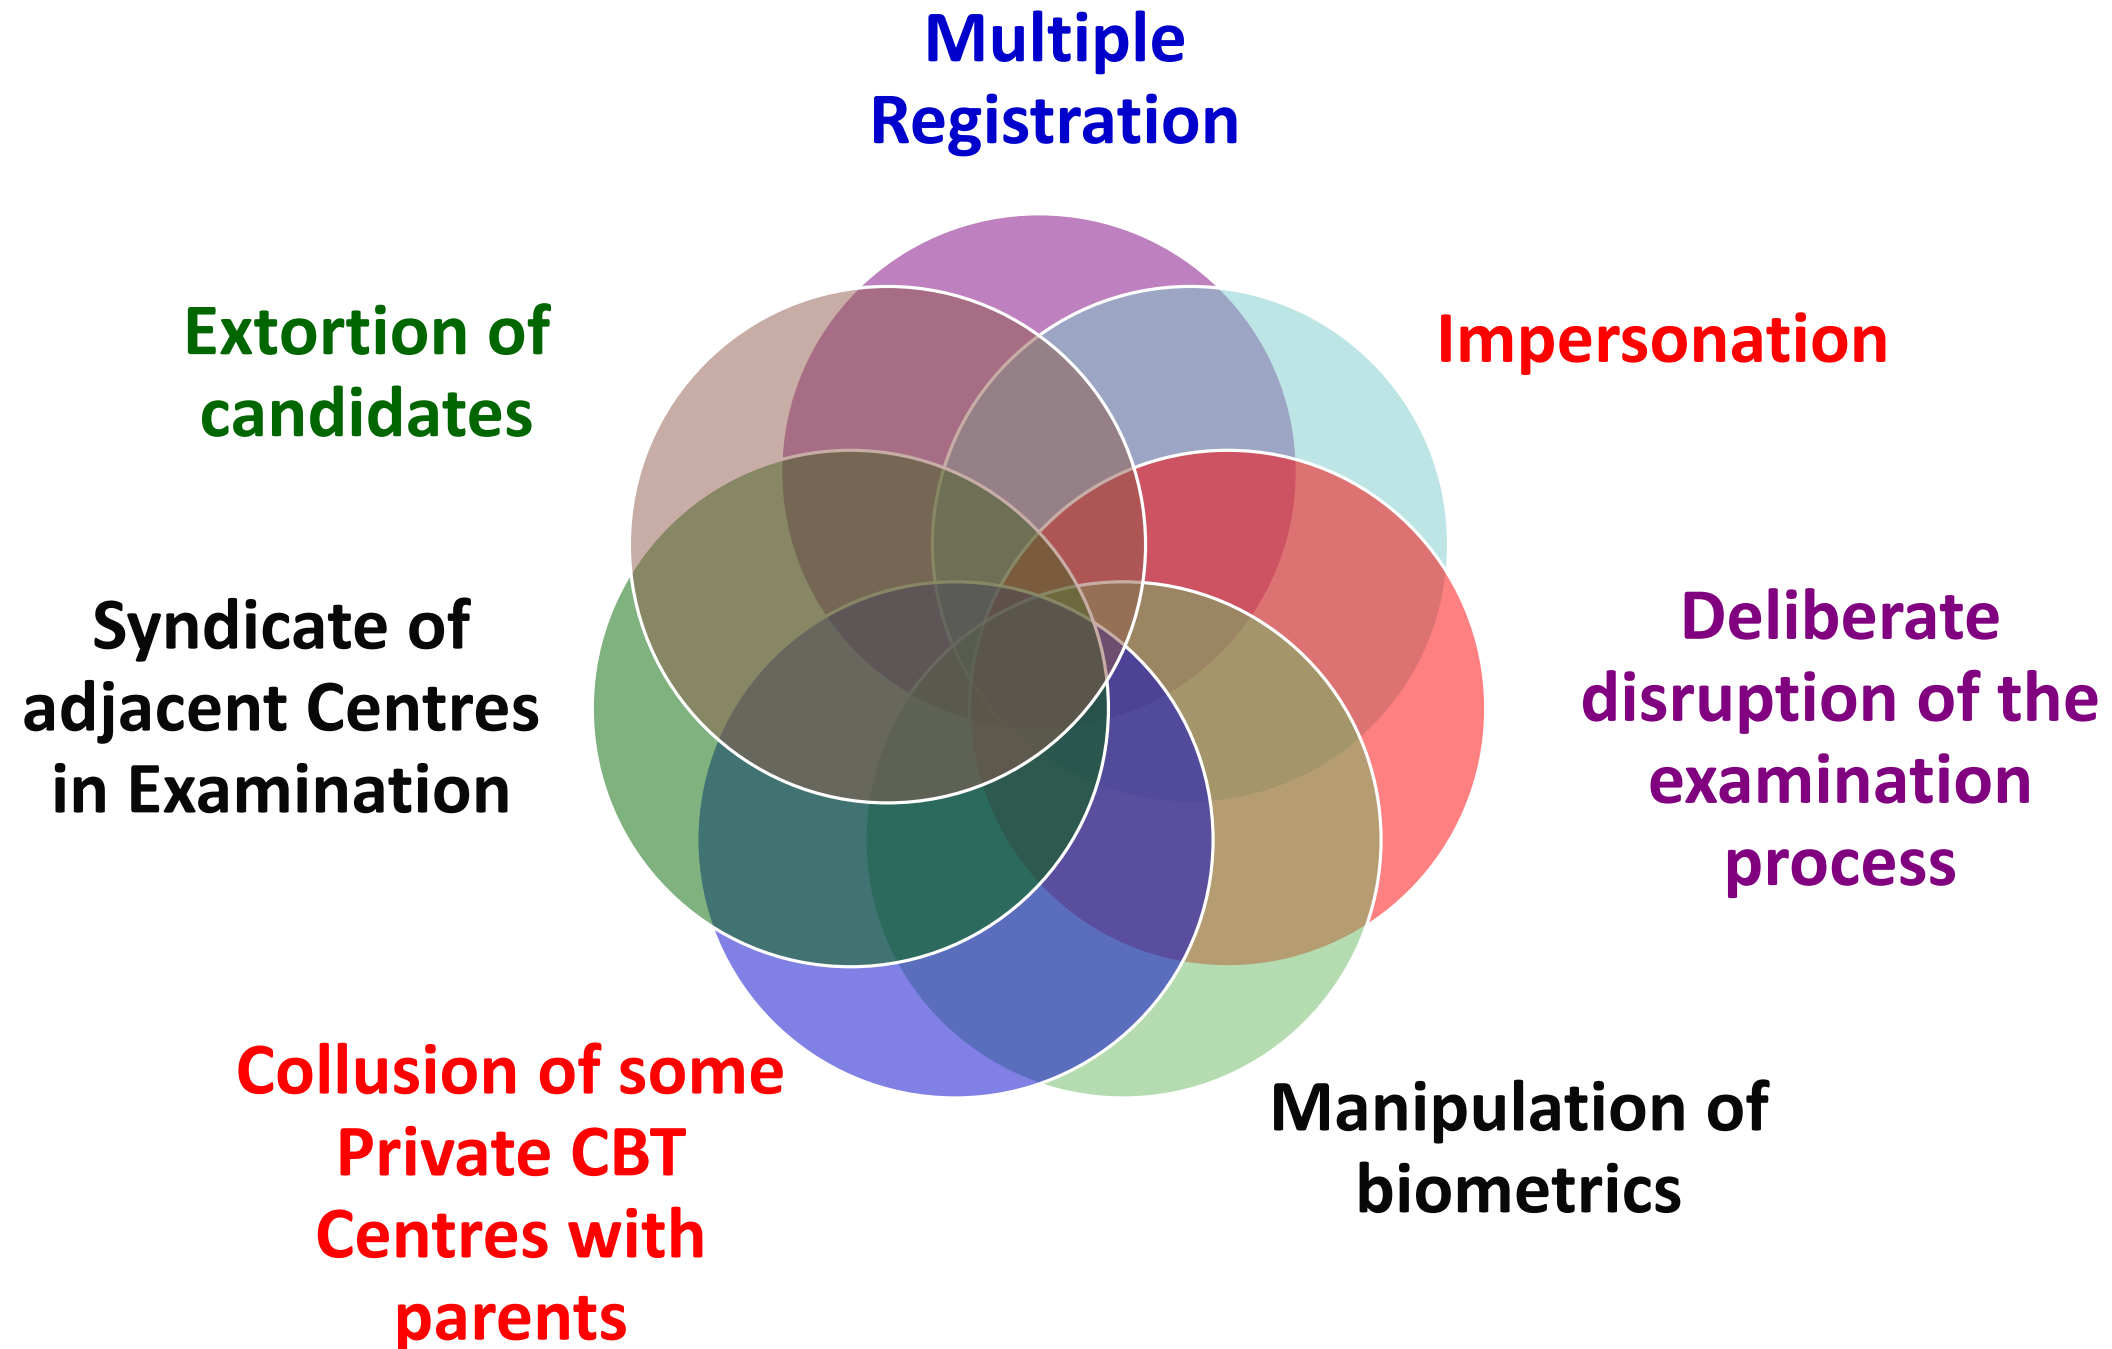 Multiple
Registration
Impersonation
Deliberate
disruption of the
examination
process
Manipulation of
biometrics
Collusion of some
Private CBT
Centres with
parents
Syndicate of
adjacent Centres
in Examination
Extortion of
candidates